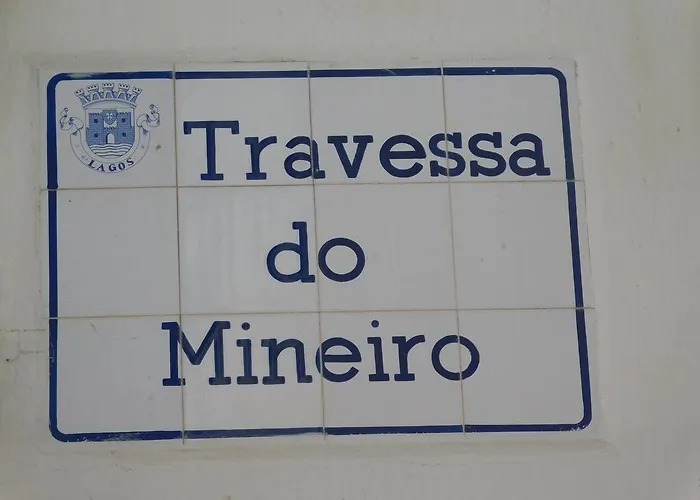 LAGOS
Travessa
do
Mineiro